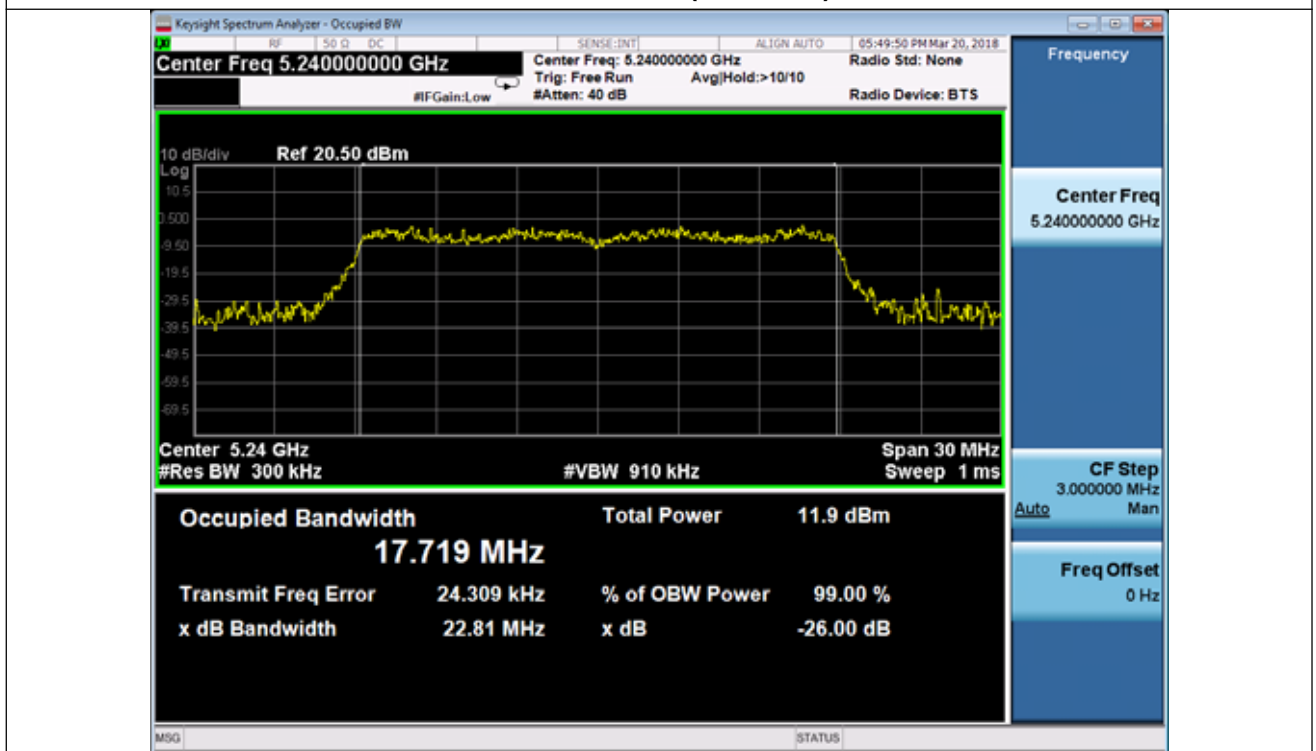 Keysight Spectrum Analyzer - Occupied BW
RF 50 Ω DC SENSE:INT ALIGN AUTO 05:49:50 PM Mar 20, 2018
Center Freq 5.240000000 GHz
Center Freq: 5.240000000 GHz
Radio Std: None
Trig: Free Run Avg|Hold:>10/10
#IFGain:Low
#Atten: 40 dB
Radio Device: BTS
10 dB/div Ref 20.50 dBm
Log
10.5
0.500
-9.50
-19.5
-29.5
-39.5
-49.5
-59.5
-69.5
Center 5.24 GHz
Span 30 MHz
#Res BW 300 kHz
#VBW 910 kHz
Sweep 1 ms
Occupied Bandwidth
Total Power 11.9 dBm
17.719 MHz
Transmit Freq Error 24.309 kHz
% of OBW Power 99.00 %
x dB Bandwidth 22.81 MHz
x dB -26.00 dB
MSG
STATUS
Frequency
Center Freq
5.240000000 GHz
CF Step
3.000000 MHz
Auto Man
Freq Offset
0 Hz